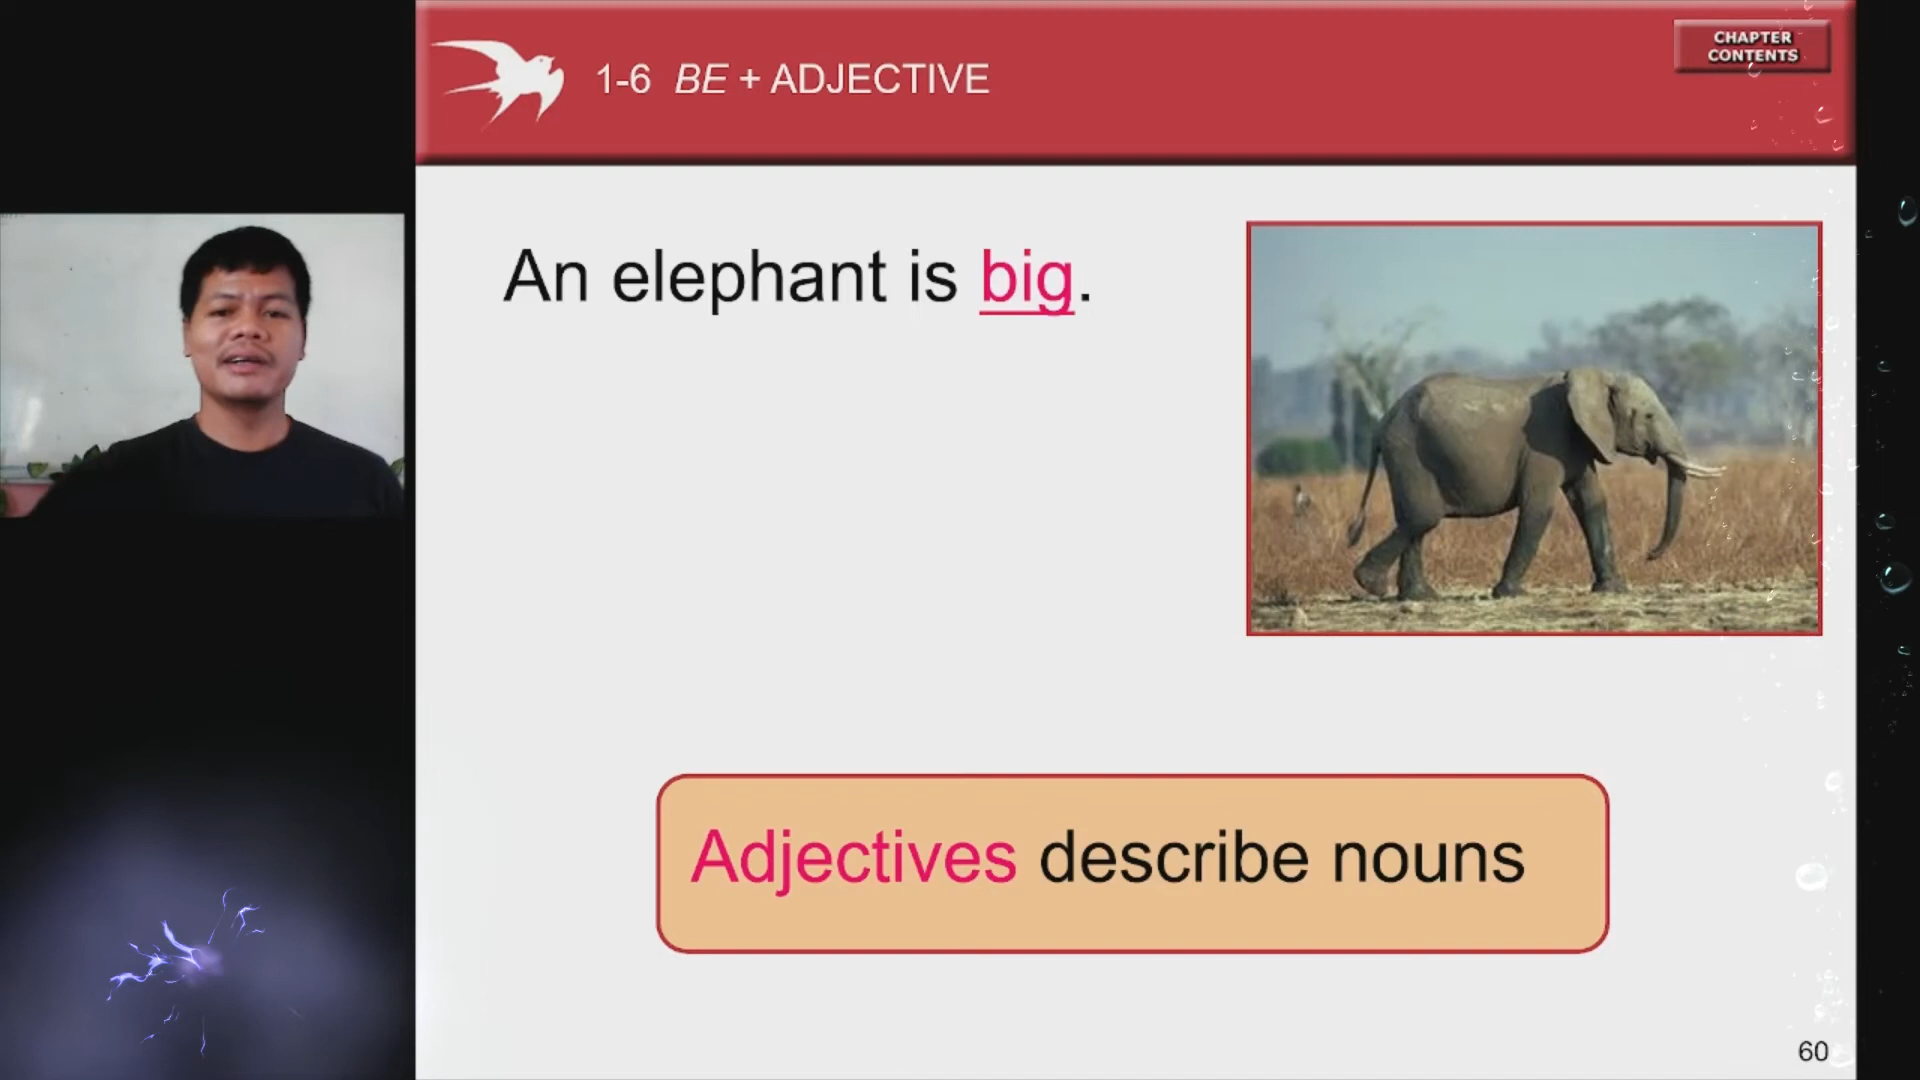 1-6 BE + ADJECTIVE
CHAPTER
CONTENTS
An elephant is big.
Adjectives describe nouns
60